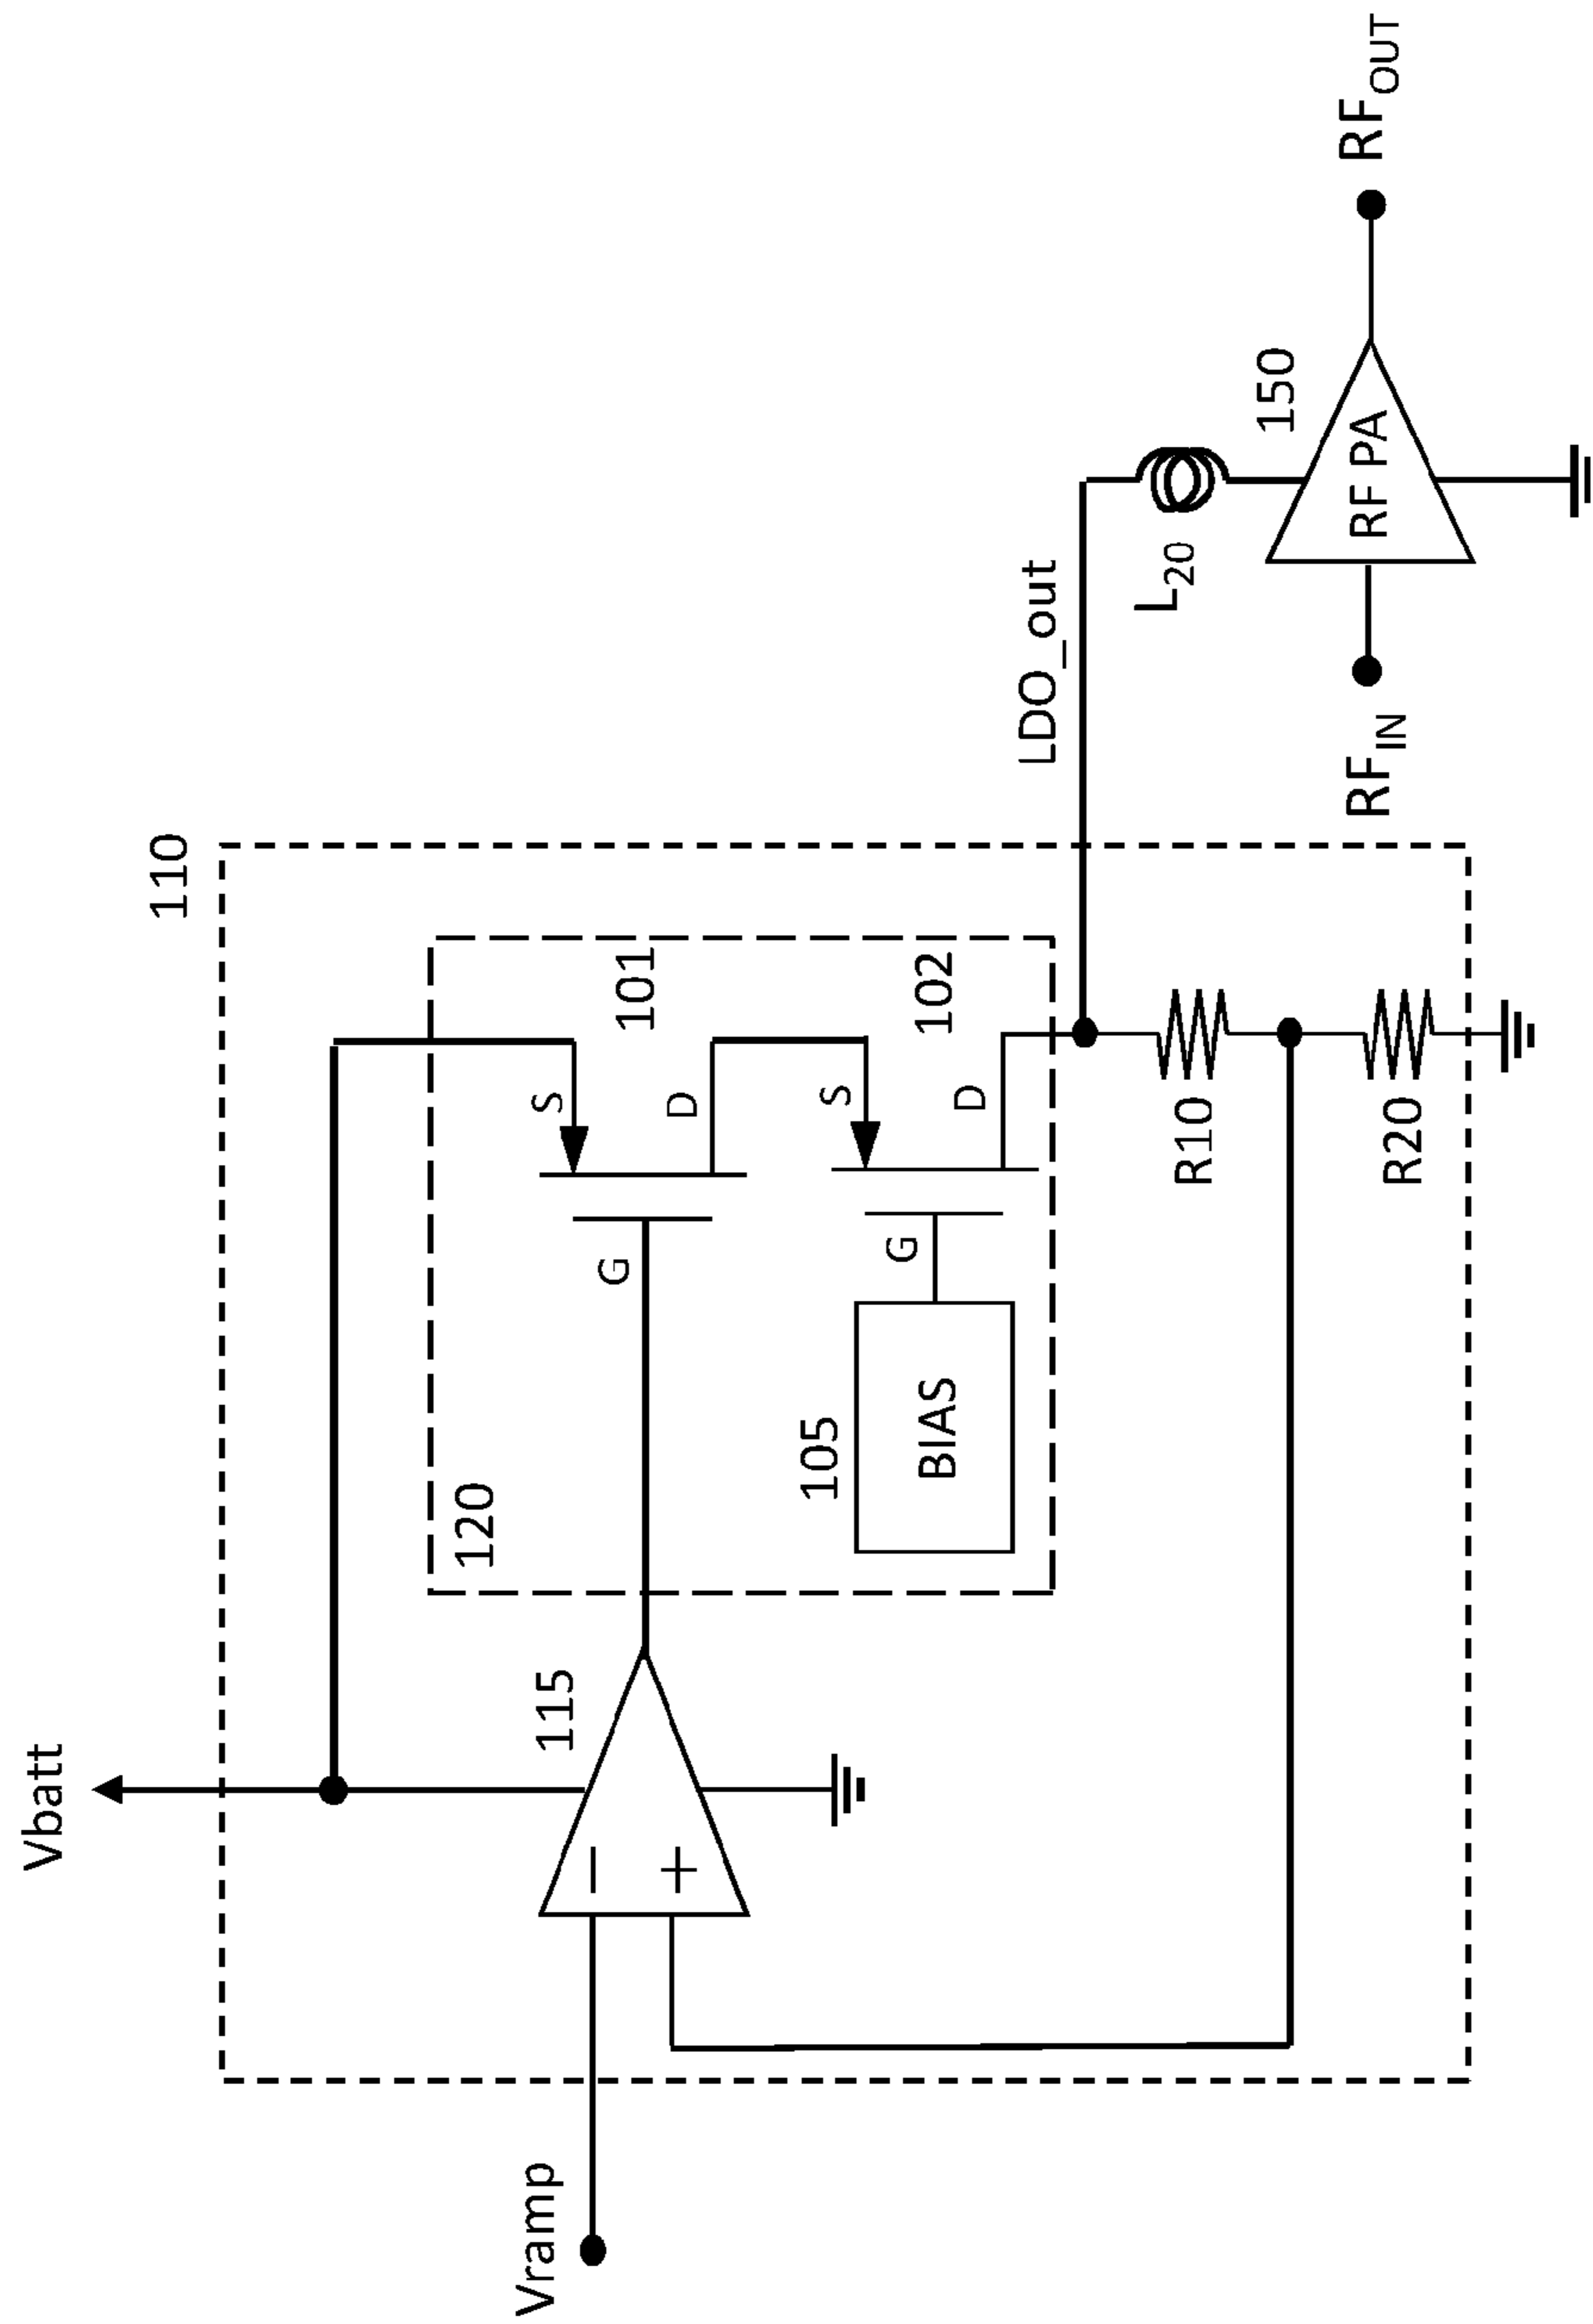 Vbatt
110
Vramp
115
−
+
120
S
G
D
101
105
BIAS
S
G
D
102
LDO_out
R10
R20
L20
150
RF PA
RFIN
RFOUT